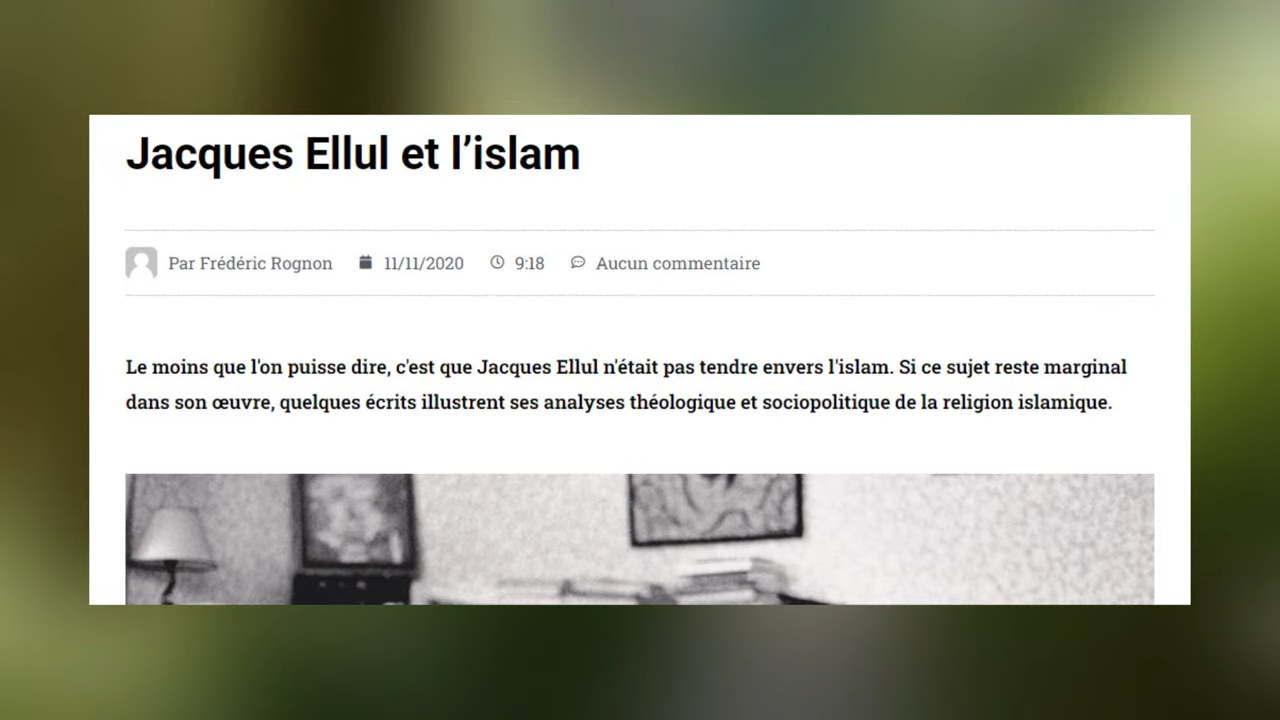 Jacques Ellul et l’islam
Par Frédéric Rognon 11/11/2020 9:18 Aucun commentaire
Le moins que l'on puisse dire, c'est que Jacques Ellul n'était pas tendre envers l'islam. Si ce sujet reste marginal
dans son œuvre, quelques écrits illustrent ses analyses théologique et sociopolitique de la religion islamique.